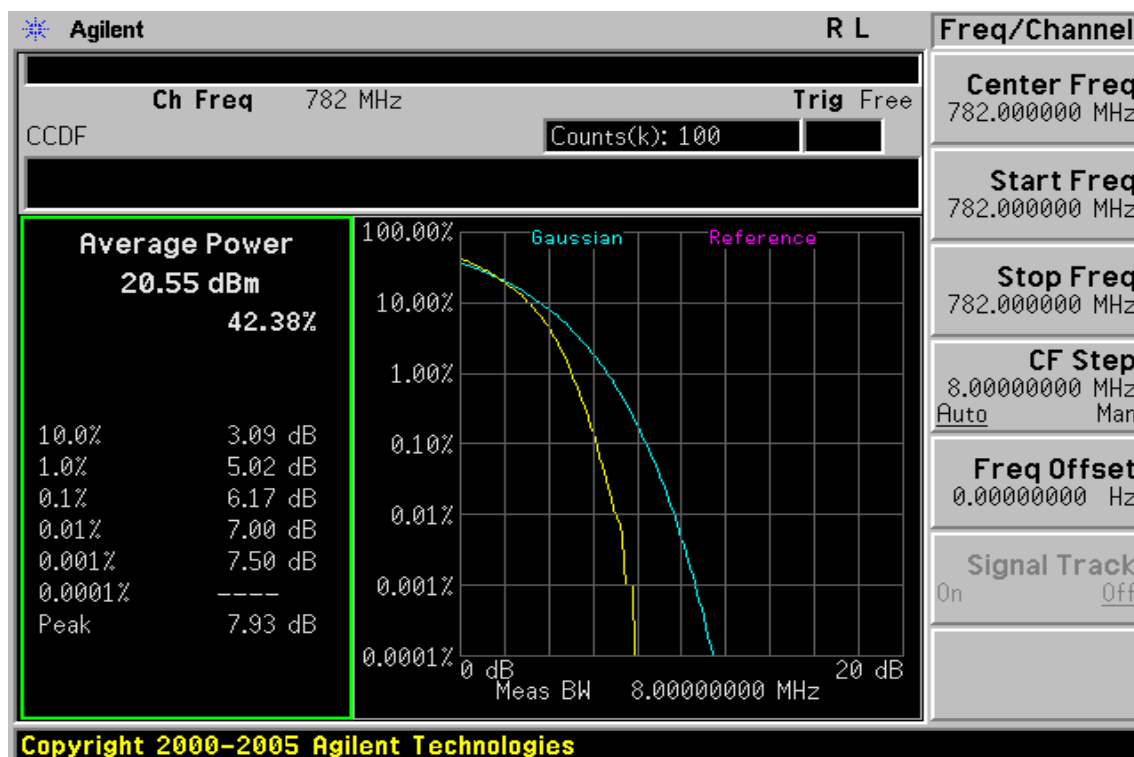 Agilent
R L
Freq/Channel
Ch Freq 782 MHz
Trig Free
CCDF
Counts(k): 100
Average Power
20.55 dBm
42.38%
10.0% 3.09 dB
1.0% 5.02 dB
0.1% 6.17 dB
0.01% 7.00 dB
0.001% 7.50 dB
0.0001% ----
Peak 7.93 dB
Gaussian
Reference
100.00%
10.00%
1.00%
0.10%
0.01%
0.001%
0.0001%
0 dB
20 dB
Meas BW 8.00000000 MHz
Center Freq
782.000000 MHz
Start Freq
782.000000 MHz
Stop Freq
782.000000 MHz
CF Step
8.00000000 MHz
Auto Man
Freq Offset
0.00000000 Hz
Signal Track
On Off
Copyright 2000-2005 Agilent Technologies